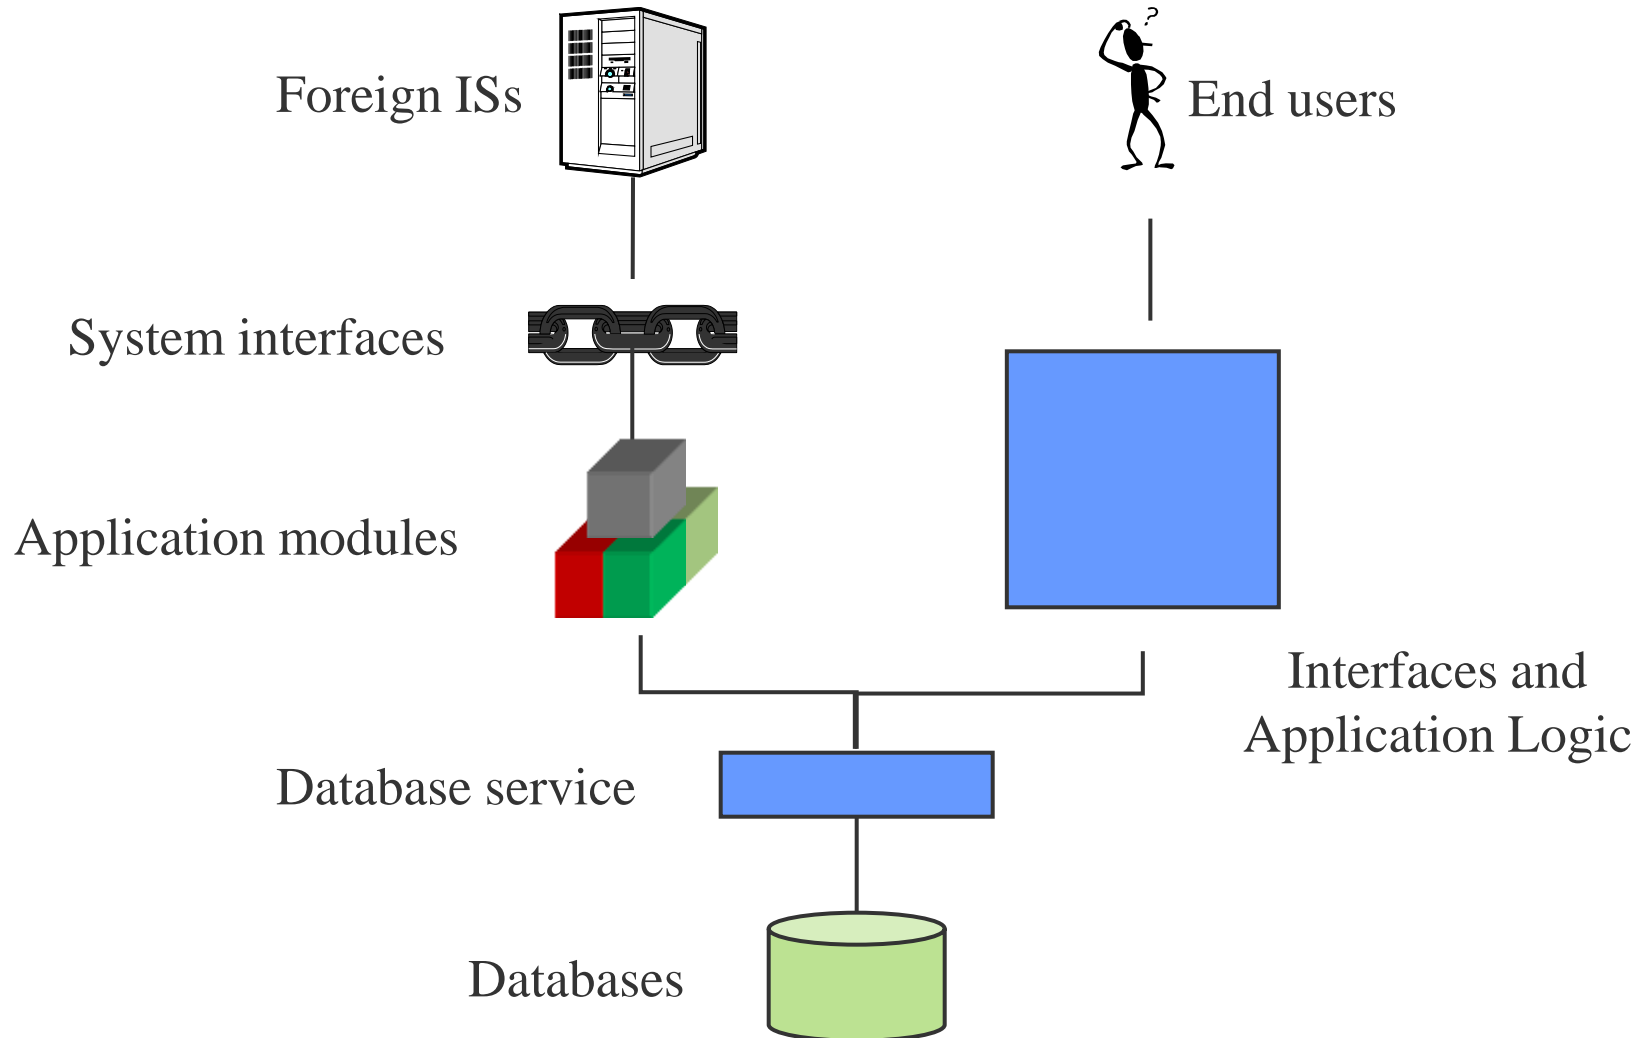 ?
Foreign ISs
End users
System interfaces
Application modules
Interfaces and
Application Logic
Database service
Databases